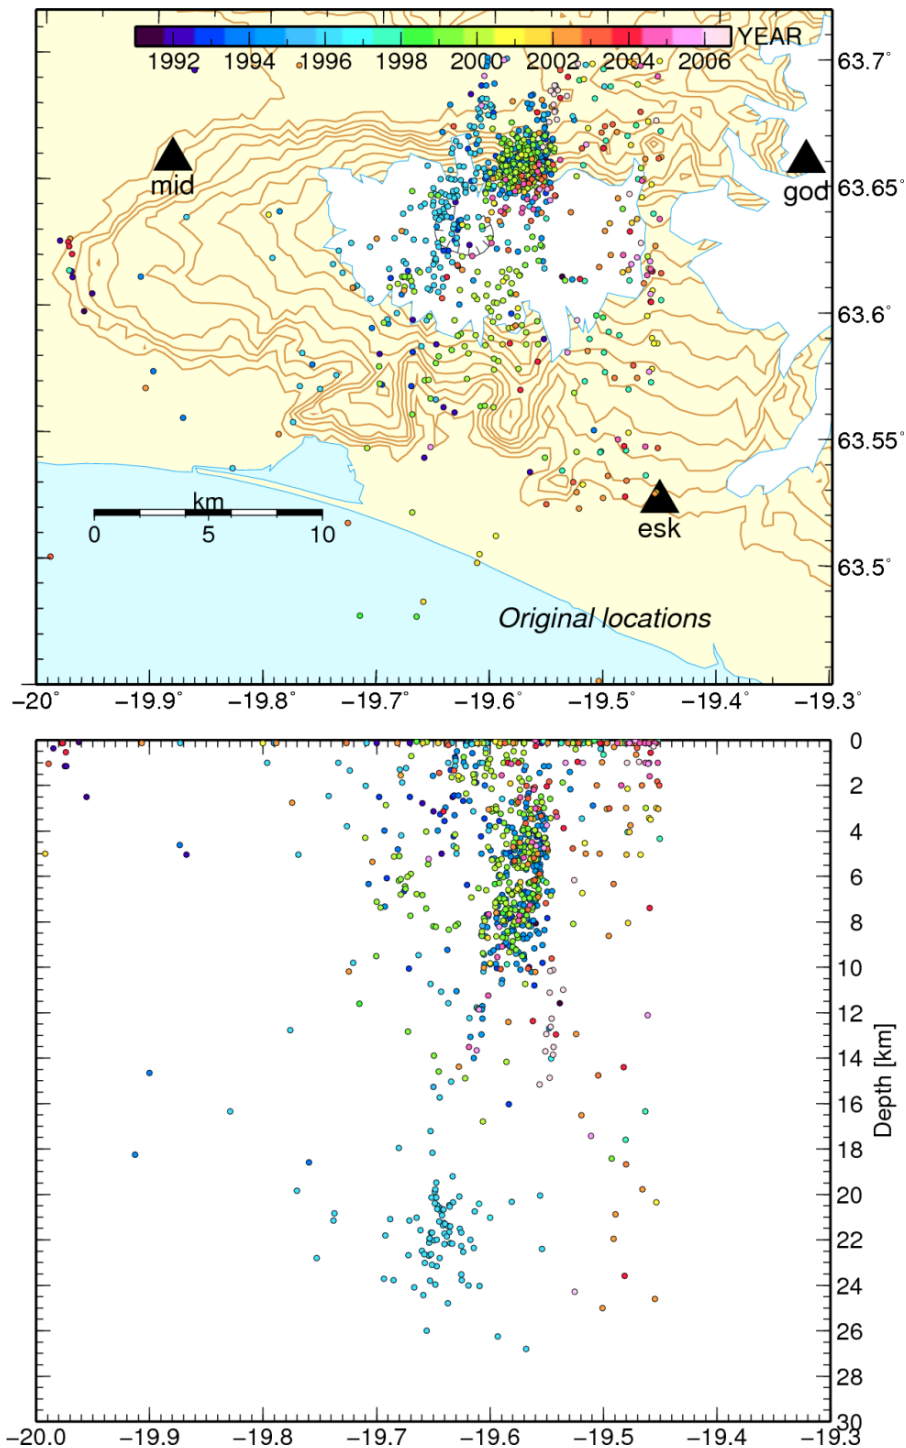 YEAR
1992 1994 1996 1998 2000 2002 2004 2006
63.7°
mid
god
63.65°
63.6°
63.55°
km
0 5 10
esk
63.5°
Original locations
−20° −19.9 −19.8 −19.7 −19.6 −19.5 −19.4 −19.3°
0
2
4
6
8
10
12
14
16
18
20
22
24
26
28
30
Depth [km]
−20.0 −19.9 −19.8 −19.7 −19.6 −19.5 −19.4 −19.3